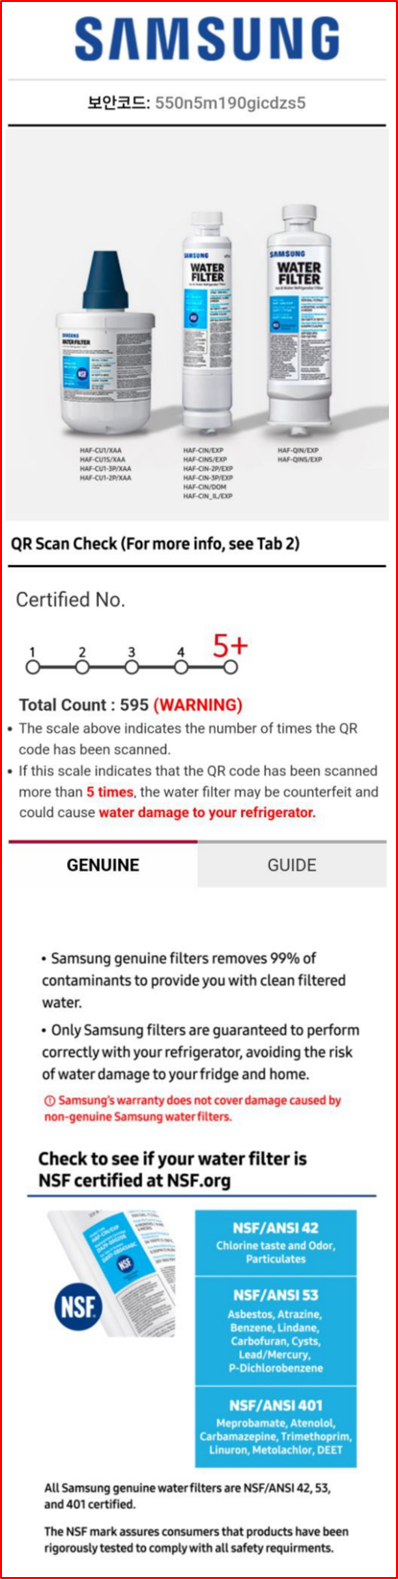 SAMSUNG
보안코드: 550n5m190gicdzs5
SAMSUNG
WATER FILTER
NSF
SAMSUNG
WATER
FILTER
SAMSUNG
WATER
FILTER
HAF-CU1/XAA
HAF-CU1S/XAA
HAF-CU1-3P/XAA
HAF-CU1-2P/XAA
HAF-CIN/EXP
HAF-CINS/EXP
HAF-CIN-2P/EXP
HAF-CIN-3P/EXP
HAF-CIN/DOM
HAF-CIN_IL/EXP
HAF-QIN/EXP
HAF-QINS/EXP
QR Scan Check (For more info, see Tab 2)
Certified No.
1 2 3 4 5+
Total Count : 595 (WARNING)
• The scale above indicates the number of times the QR
code has been scanned.
• If this scale indicates that the QR code has been scanned
more than 5 times, the water filter may be counterfeit and
could cause water damage to your refrigerator.
GENUINE GUIDE
• Samsung genuine filters removes 99% of
contaminants to provide you with clean filtered
water.
• Only Samsung filters are guaranteed to perform
correctly with your refrigerator, avoiding the risk
of water damage to your fridge and home.
Samsung's warranty does not cover damage caused by
non-genuine Samsung water filters.
Check to see if your water filter is
NSF certified at NSF.org
NSF
NSF
NSF/ANSI 42
Chlorine taste and Odor,
Particulates
NSF/ANSI 53
Asbestos, Atrazine,
Benzene, Lindane,
Carbofuran, Cysts,
Lead/Mercury,
P-Dichlorobenzene
NSF/ANSI 401
Meprobamate, Atenolol,
Carbamazepine, Trimethoprim,
Linuron, Metolachlor, DEET
All Samsung genuine water filters are NSF/ANSI 42, 53,
and 401 certified.
The NSF mark assures consumers that products have been
rigorously tested to comply with all safety requirments.